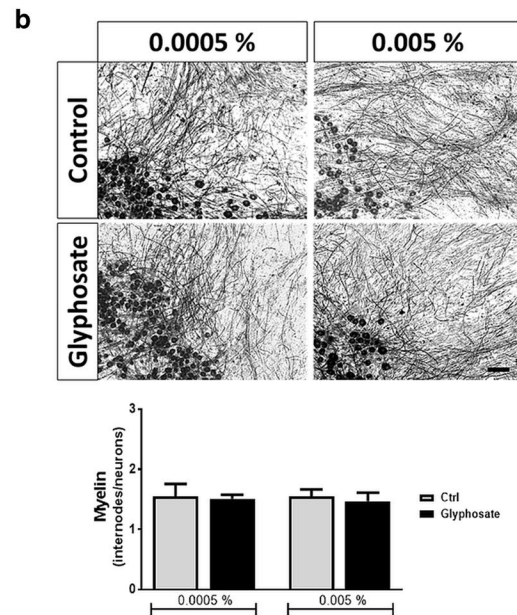 b
0.0005 % 0.005 %
Control
Glyphosate
3
2
1
0
Myelin
(internodes/neurons)
Ctrl
Glyphosate
0.0005 % 0.005 %